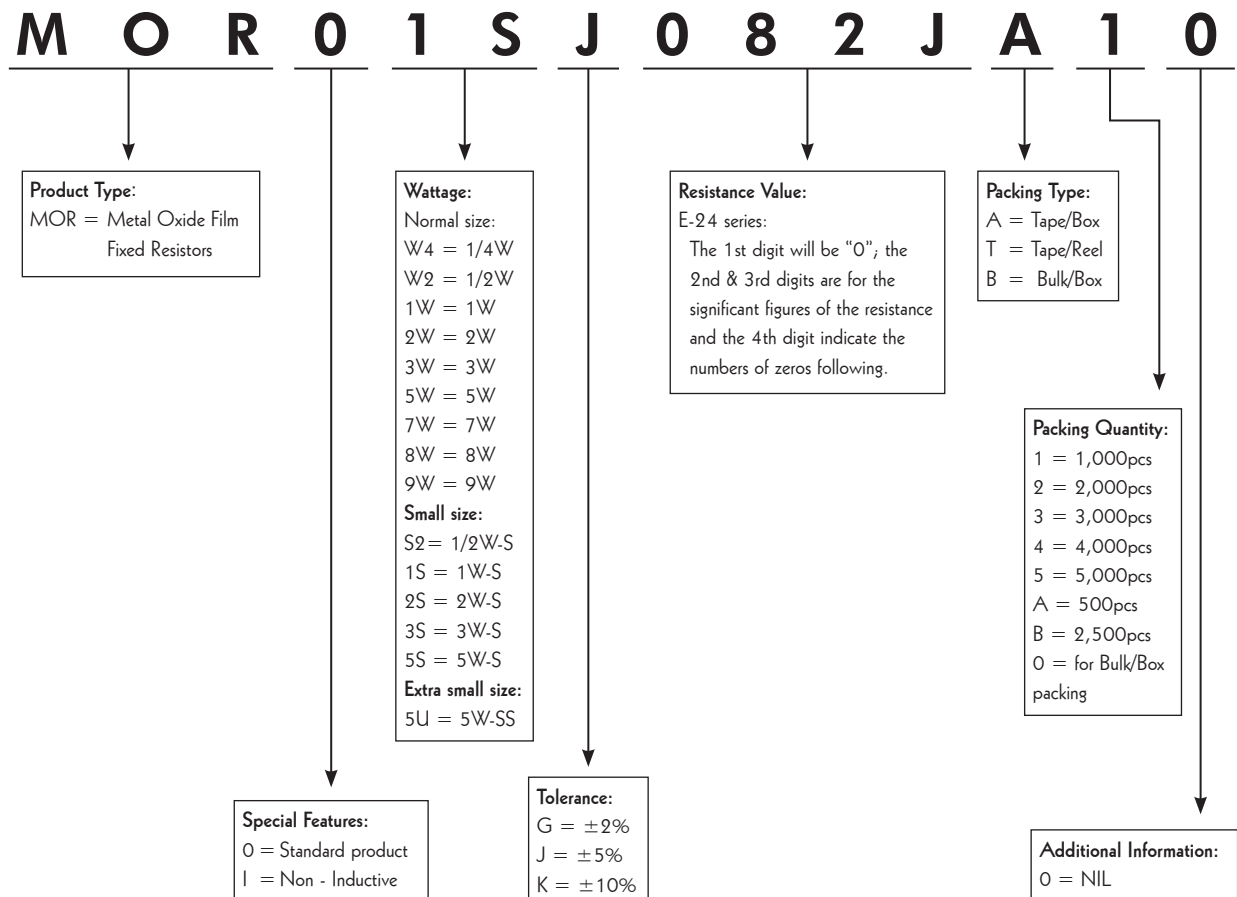 M O R 0 1 S J 0 8 2 J A 1 0
Product Type:
MOR = Metal Oxide Film
Fixed Resistors
Wattage:
Normal size:
W4 = 1/4W
W2 = 1/2W
1W = 1W
2W = 2W
3W = 3W
5W = 5W
7W = 7W
8W = 8W
9W = 9W
Small size:
S2= 1/2W-S
1S = 1W-S
2S = 2W-S
3S = 3W-S
5S = 5W-S
Extra small size:
5U = 5W-SS
Resistance Value:
E-24 series:
The 1st digit will be “0”; the
2nd & 3rd digits are for the
significant figures of the resistance
and the 4th digit indicate the
numbers of zeros following.
Packing Type:
A = Tape/Box
T = Tape/Reel
B = Bulk/Box
Packing Quantity:
1 = 1,000pcs
2 = 2,000pcs
3 = 3,000pcs
4 = 4,000pcs
5 = 5,000pcs
A = 500pcs
B = 2,500pcs
0 = for Bulk/Box
packing
Special Features:
0 = Standard product
I = Non - Inductive
Tolerance:
G = ±2%
J = ±5%
K = ±10%
Additional Information:
0 = NIL